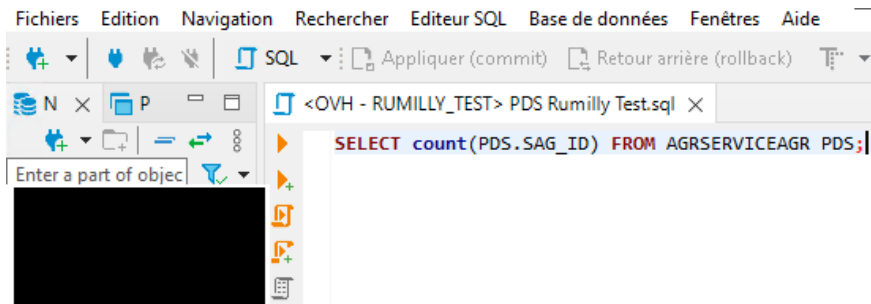 Fichiers Edition Navigation Rechercher Editeur SQL Base de données Fenêtres Aide
SQL Appliquer (commit) Retour arrière (rollback) T
N P <OVH - RUMILLY_TEST> PDS Rumilly Test.sql
SELECT count(PDS.SAG_ID) FROM AGRSERVICEAGR PDS;
Enter a part of objec